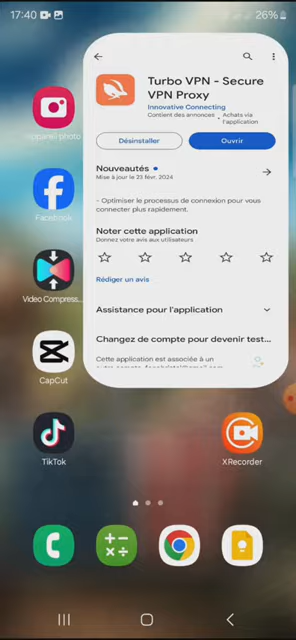 17:40
26%
Turbo VPN - Secure
VPN Proxy
Innovative Connecting
Contient des annonces
Achats via
l'application
Désinstaller
Ouvrir
Nouveautés
Mise à jour le 23 févr. 2024
- Optimiser le processus de connexion pour vous
connecter plus rapidement.
Noter cette application
Donnez votre avis aux utilisateurs
Rédiger un avis
Assistance pour l'application
Changez de compte pour devenir test...
Cette application est associée à un
Appareil photo
Facebook
Video Compress...
CapCut
TikTok
XRecorder